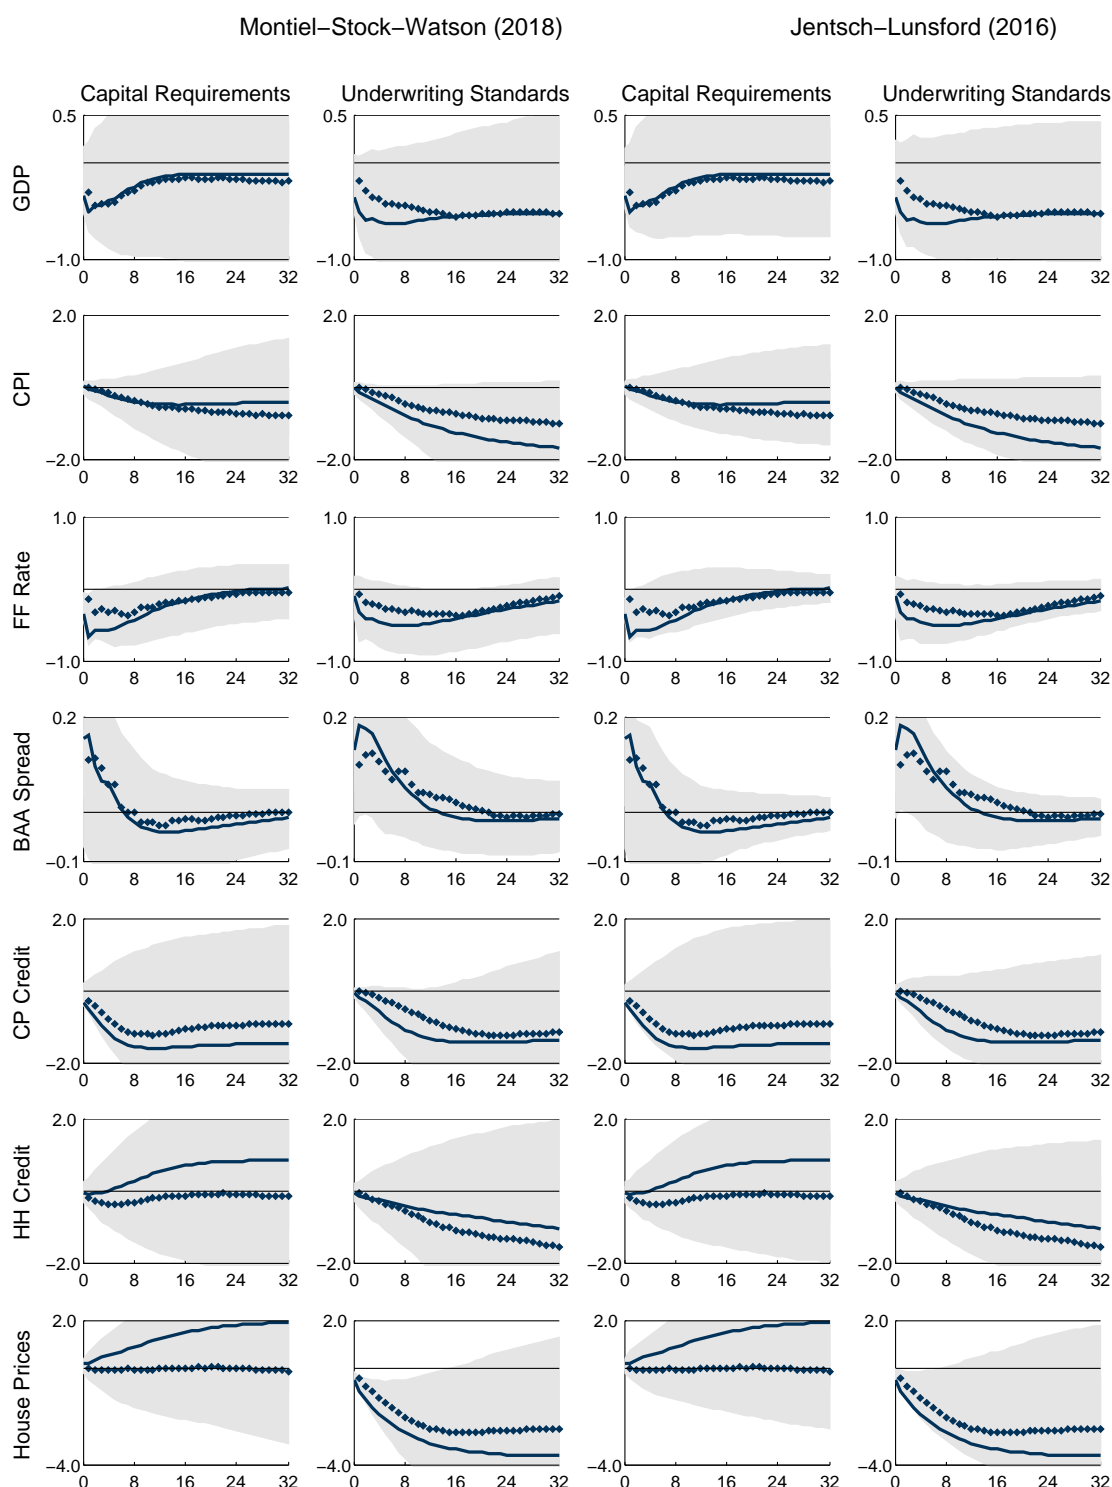 Montiel−Stock−Watson (2018) Jentsch−Lunsford (2016)
Capital Requirements Underwriting Standards Capital Requirements Underwriting Standards
GDP
0.5 0.5 0.5 0.5
−1.0 −1.0 −1.0 −1.0
0 8 16 24 32 0 8 16 24 32 0 8 16 24 32 0 8 16 24 32
CPI
2.0 2.0 2.0 2.0
−2.0 −2.0 −2.0 −2.0
0 8 16 24 32 0 8 16 24 32 0 8 16 24 32 0 8 16 24 32
FF Rate
1.0 1.0 1.0 1.0
−1.0 −1.0 −1.0 −1.0
0 8 16 24 32 0 8 16 24 32 0 8 16 24 32 0 8 16 24 32
BAA Spread
0.2 0.2 0.2 0.2
−0.1 −0.1 −0.1 −0.1
0 8 16 24 32 0 8 16 24 32 0 8 16 24 32 0 8 16 24 32
CP Credit
2.0 2.0 2.0 2.0
−2.0 −2.0 −2.0 −2.0
0 8 16 24 32 0 8 16 24 32 0 8 16 24 32 0 8 16 24 32
HH Credit
2.0 2.0 2.0 2.0
−2.0 −2.0 −2.0 −2.0
0 8 16 24 32 0 8 16 24 32 0 8 16 24 32 0 8 16 24 32
House Prices
2.0 2.0 2.0 2.0
−4.0 −4.0 −4.0 −4.0
0 8 16 24 32 0 8 16 24 32 0 8 16 24 32 0 8 16 24 32